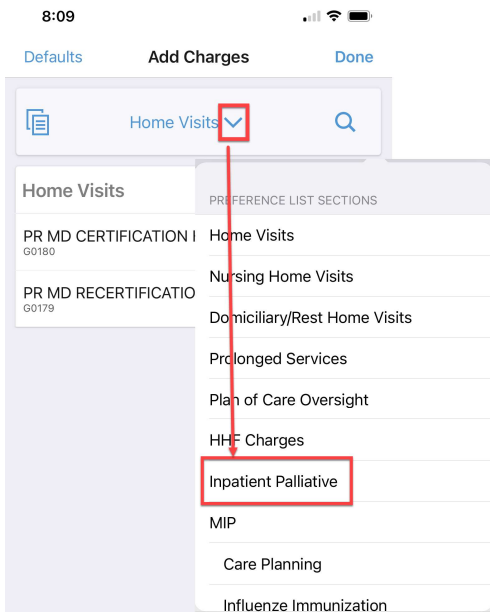 8:09
Defaults Add Charges Done
Home Visits
Home Visits
PR MD CERTIFICATION
G0180
PR MD RECERTIFICATIO
G0179
PREFERENCE LIST SECTIONS
Home Visits
Nursing Home Visits
Domiciliary/Rest Home Visits
Prolonged Services
Plan of Care Oversight
HHF Charges
Inpatient Palliative
MIP
Care Planning
Influenze Immunization